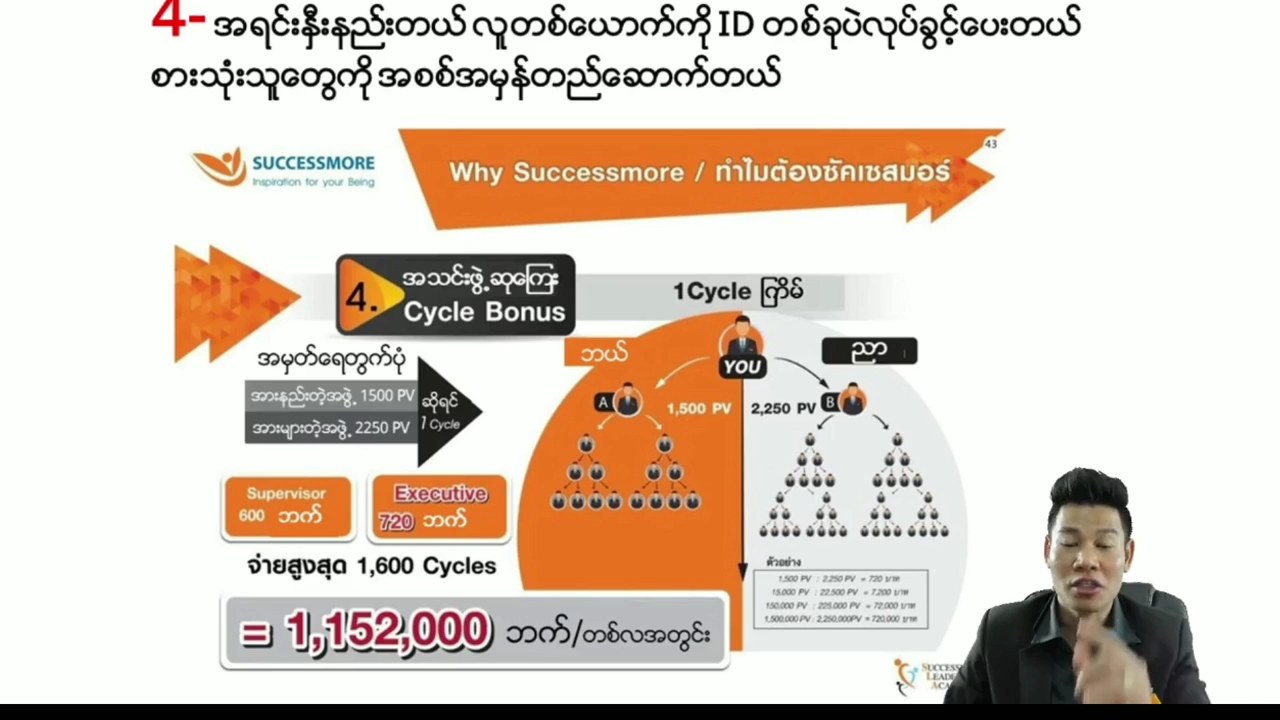 4- အရင်းနှီးနည်းတယ် လူတစ်ယောက်ကို ID တစ်ခုပဲလုပ်ခွင့်ပေးတယ်
စားသုံးသူတွေကို အစစ်အမှန်တည်ဆောက်တယ်
43
SUCCESSMORE
Inspiration for your Being
Why Successmore / ทำไมต้องซัคเซสมอร์
4. အသင်းဖွဲ့ ဆုကြေး
Cycle Bonus
1Cycle ကြိမ်
ဘယ်
YOU
ညာ
အမှတ်ရေတွက်ပုံ
အားနည်းတဲ့အဖွဲ့ 1500 PV
အားများတဲ့အဖွဲ့ 2250 PV
ဆိုရင်
1 Cycle
A
1,500 PV
2,250 PV
B
Supervisor
600 ဘက်
Executive
720 ဘက်
จ่ายสูงสุด 1,600 Cycles
= 1,152,000 ဘက်/တစ်လအတွင်း
ตัวอย่าง
1,500 PV : 2,250 PV = 720 บาท
15,000 PV : 22,500 PV = 7,200 บาท
150,000 PV : 225,000 PV = 72,000 บาท
1,500,000 PV : 2,250,000PV = 720,000 บาท